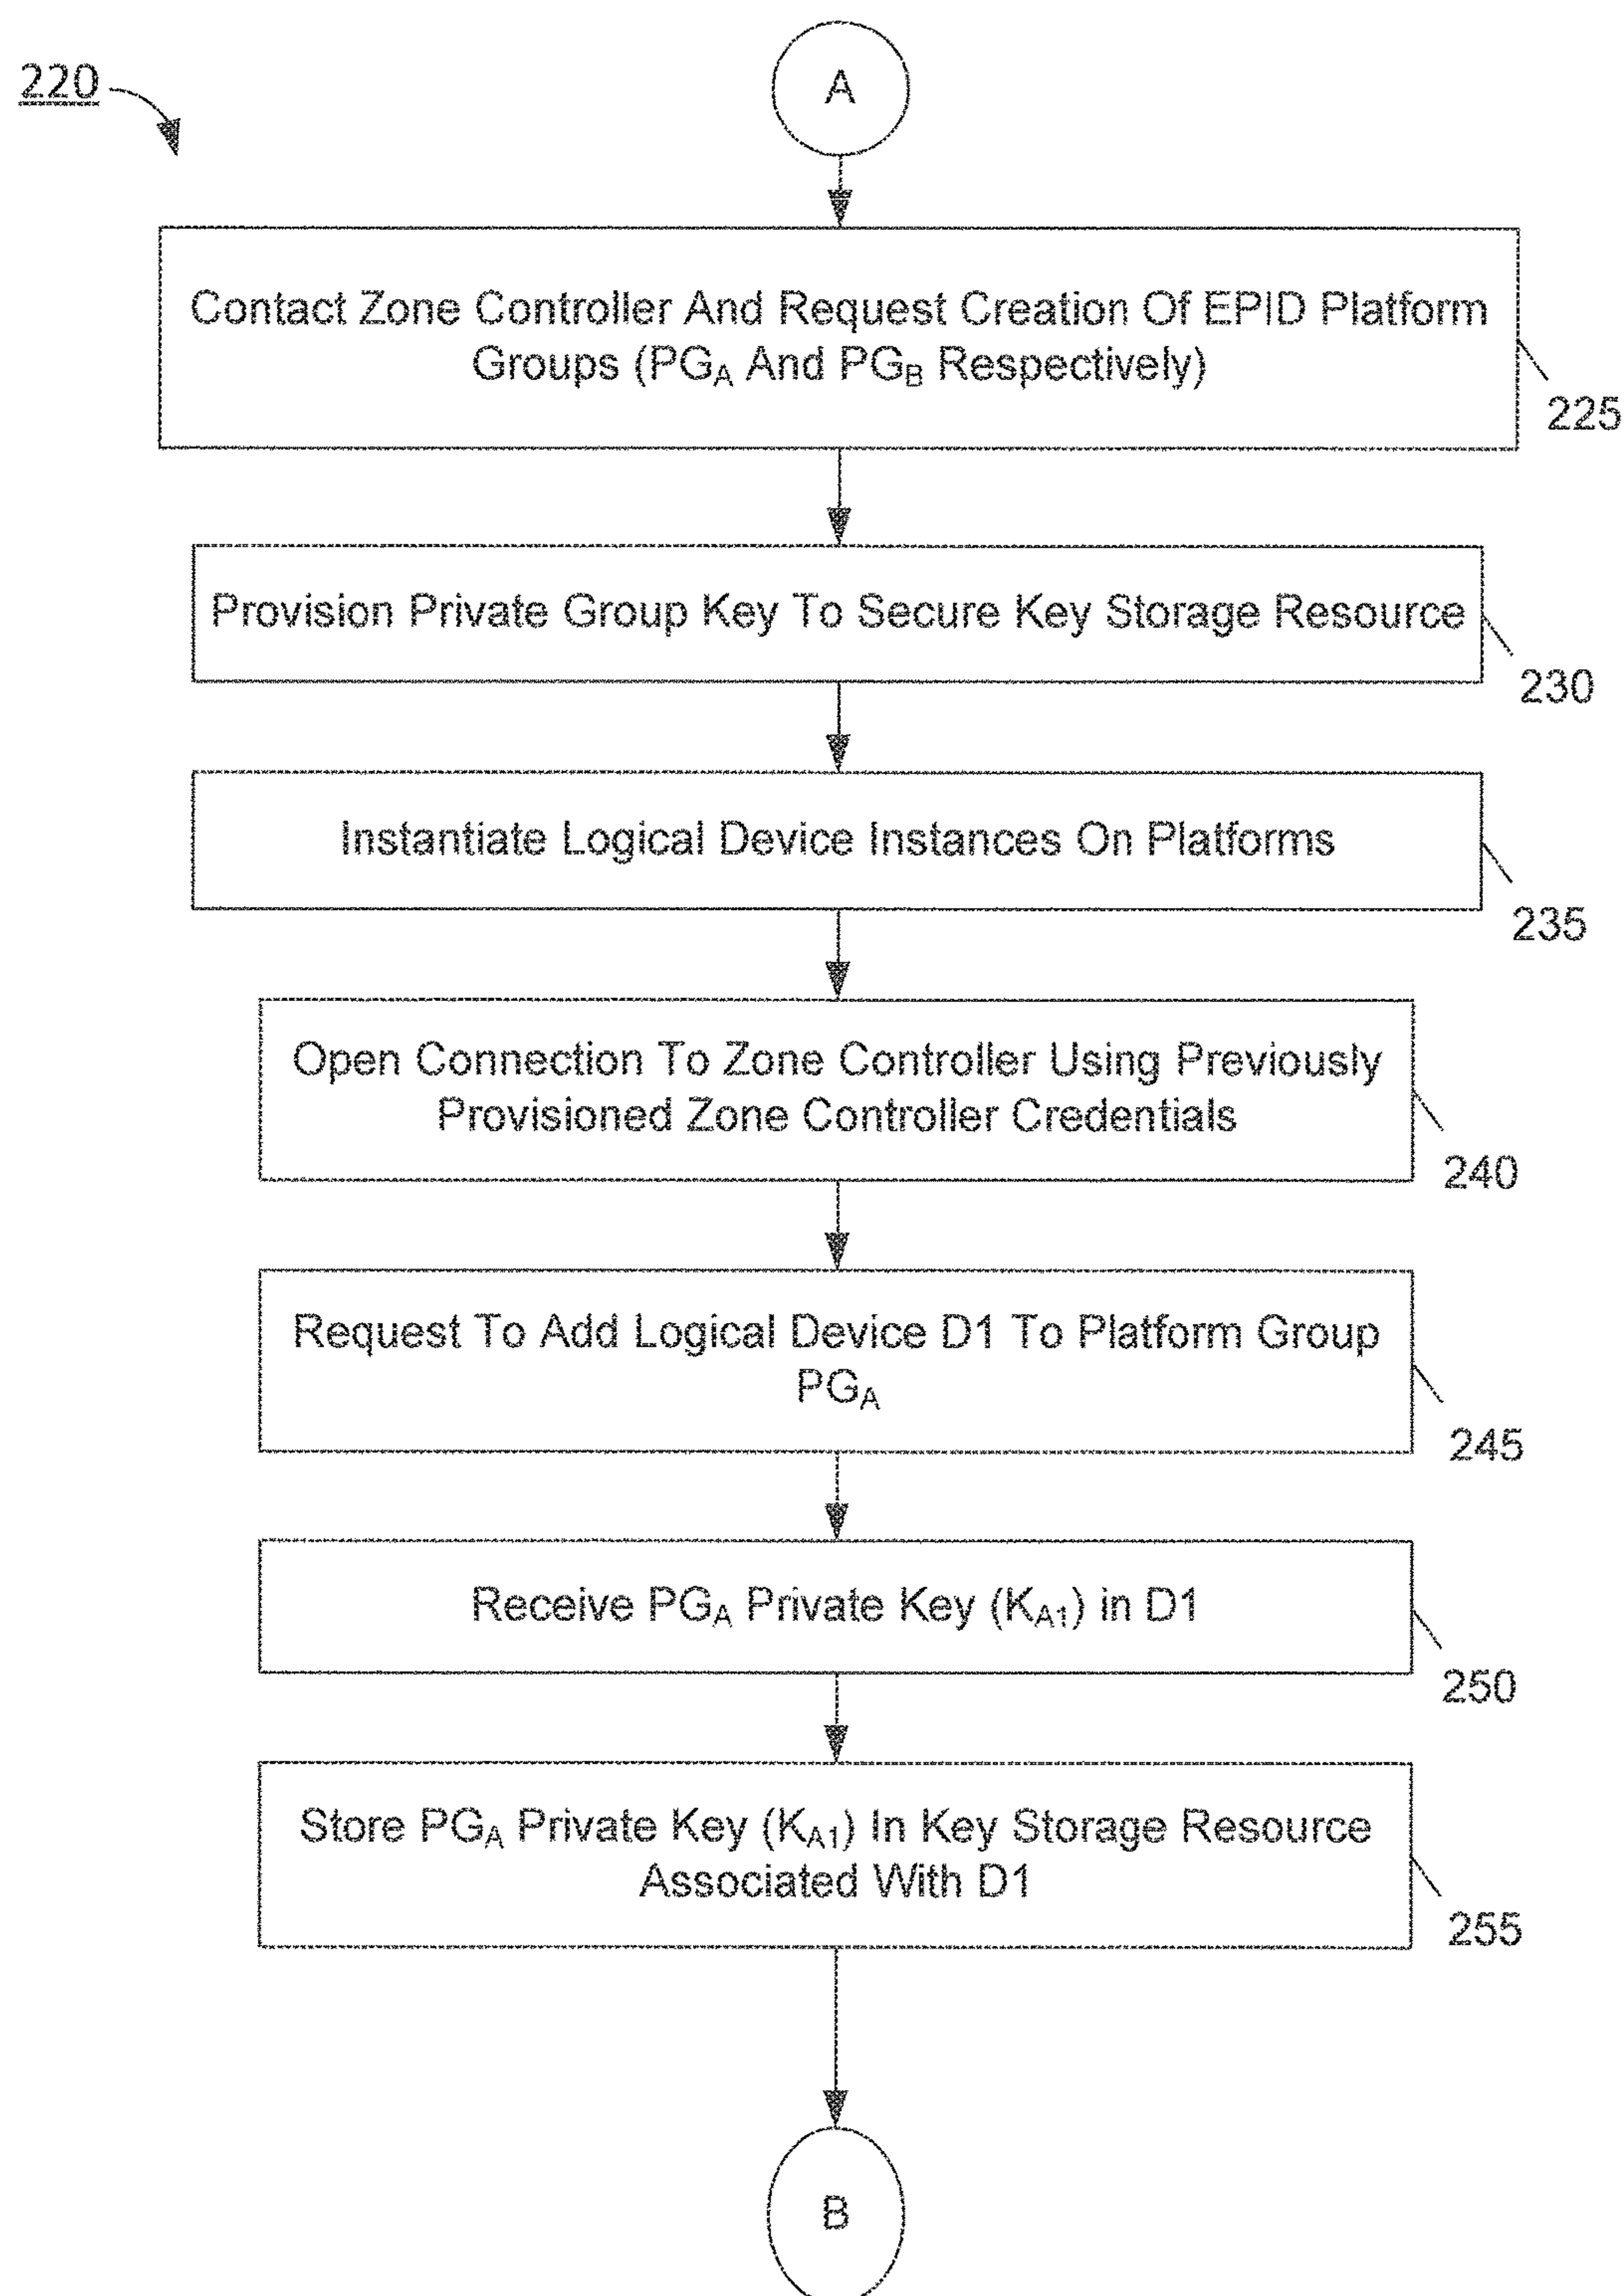 220
A
Contact Zone Controller And Request Creation Of EPID Platform
Groups (PGA And PGB Respectively)
225
Provision Private Group Key To Secure Key Storage Resource
230
Instantiate Logical Device Instances On Platforms
235
Open Connection To Zone Controller Using Previously
Provisioned Zone Controller Credentials
240
Request To Add Logical Device D1 To Platform Group
PGA
245
Receive PGA Private Key (KA1) in D1
250
Store PGA Private Key (KA1) In Key Storage Resource
Associated With D1
255
B